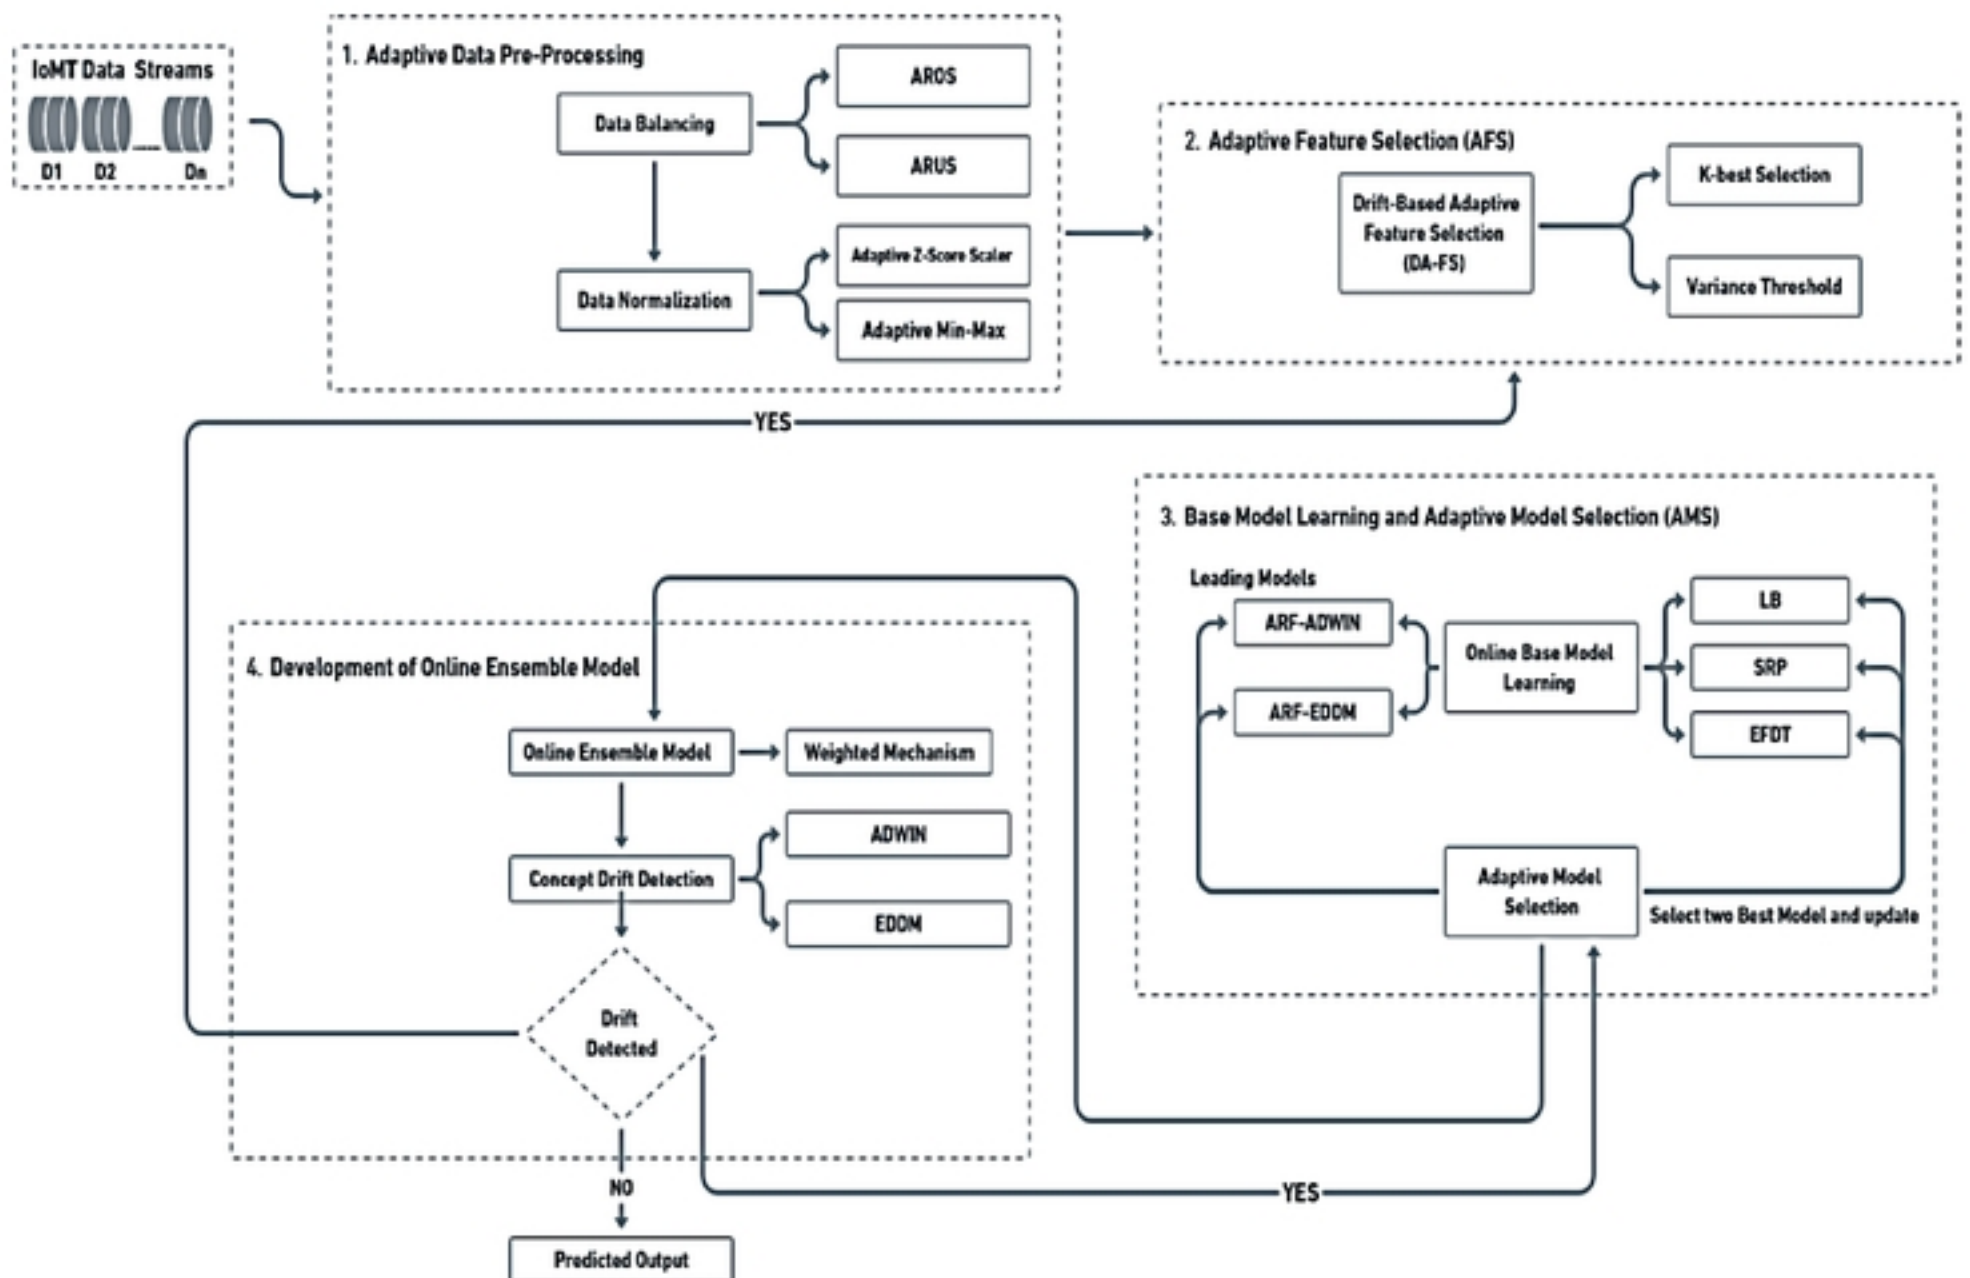 IoMT Data Streams
D1 D2 Dn
1. Adaptive Data Pre-Processing
Data Balancing
AROS
ARUS
Data Normalization
Adaptive Z-Score Scaler
Adaptive Min-Max
2. Adaptive Feature Selection (AFS)
Drift-Based Adaptive
Feature Selection
(DA-FS)
K-best Selection
Variance Threshold
YES
3. Base Model Learning and Adaptive Model Selection (AMS)
Leading Models
ARF-ADWIN
ARF-EDDM
Online Base Model
Learning
LB
SRP
EFDT
Adaptive Model
Selection
Select two Best Model and update
4. Development of Online Ensemble Model
Online Ensemble Model
Weighted Mechanism
Concept Drift Detection
ADWIN
EDDM
Drift
Detected
NO
YES
Predicted Output